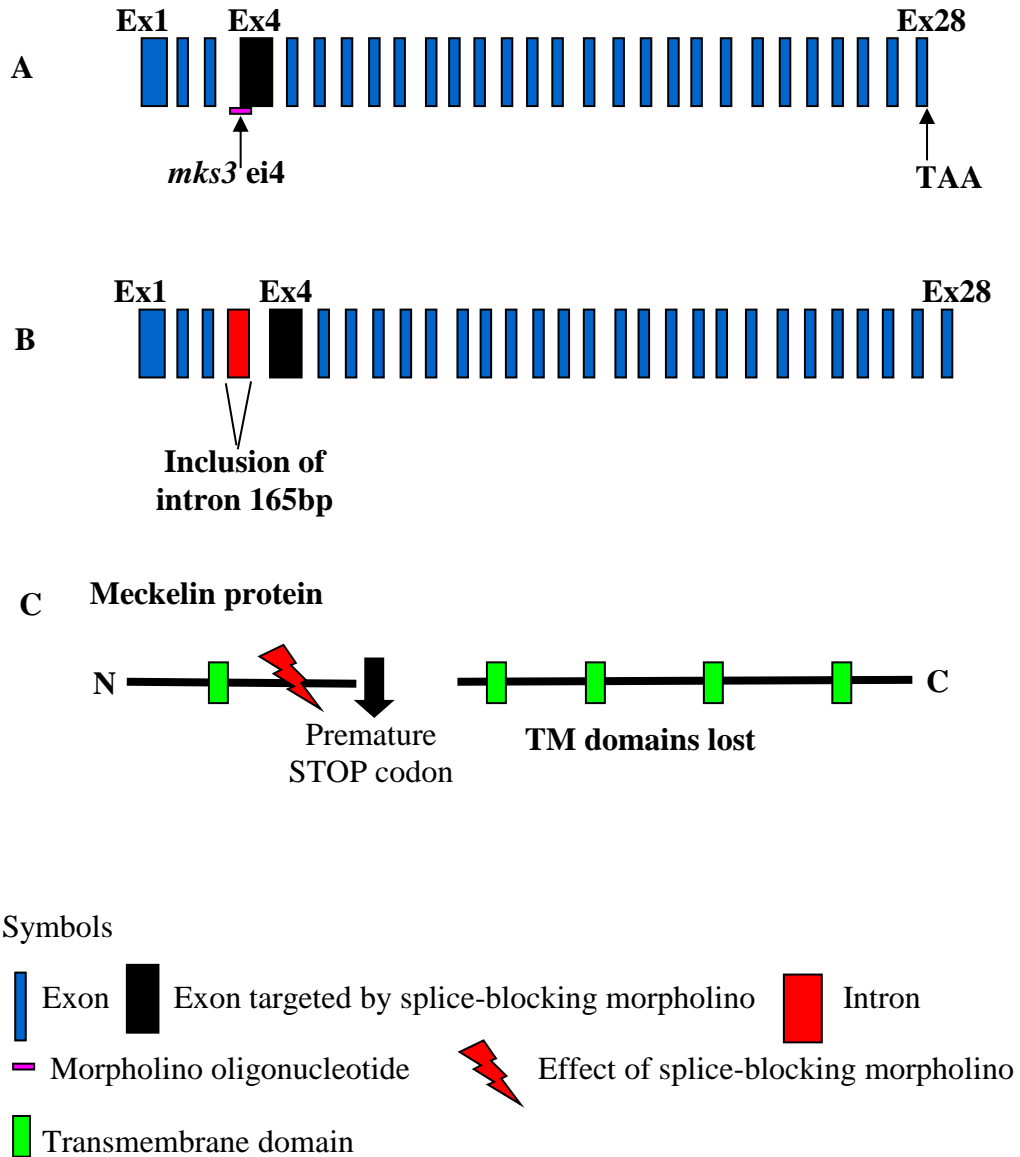 Ex1 Ex4 Ex28
A
mks3 ei4
TAA
Ex1 Ex4 Ex28
B
Inclusion of
intron 165bp
C Meckelin protein
N C
Premature
STOP codon
TM domains lost
Symbols
Exon Exon targeted by splice-blocking morpholino Intron
Morpholino oligonucleotide Effect of splice-blocking morpholino
Transmembrane domain